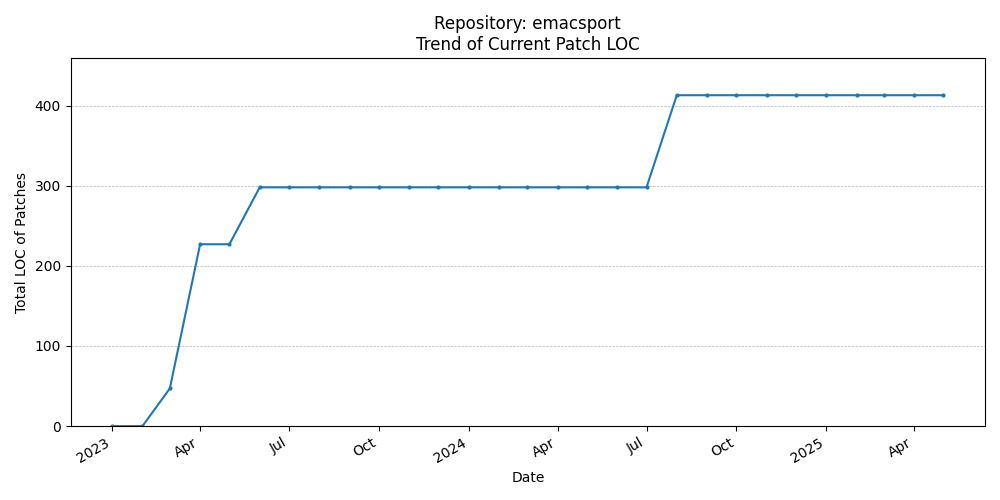 Repository: emacsport
Trend of Current Patch LOC
Total LOC of Patches
400
300
200
100
0
2023
Apr
Jul
Oct
2024
Apr
Jul
Oct
2025
Apr
Date